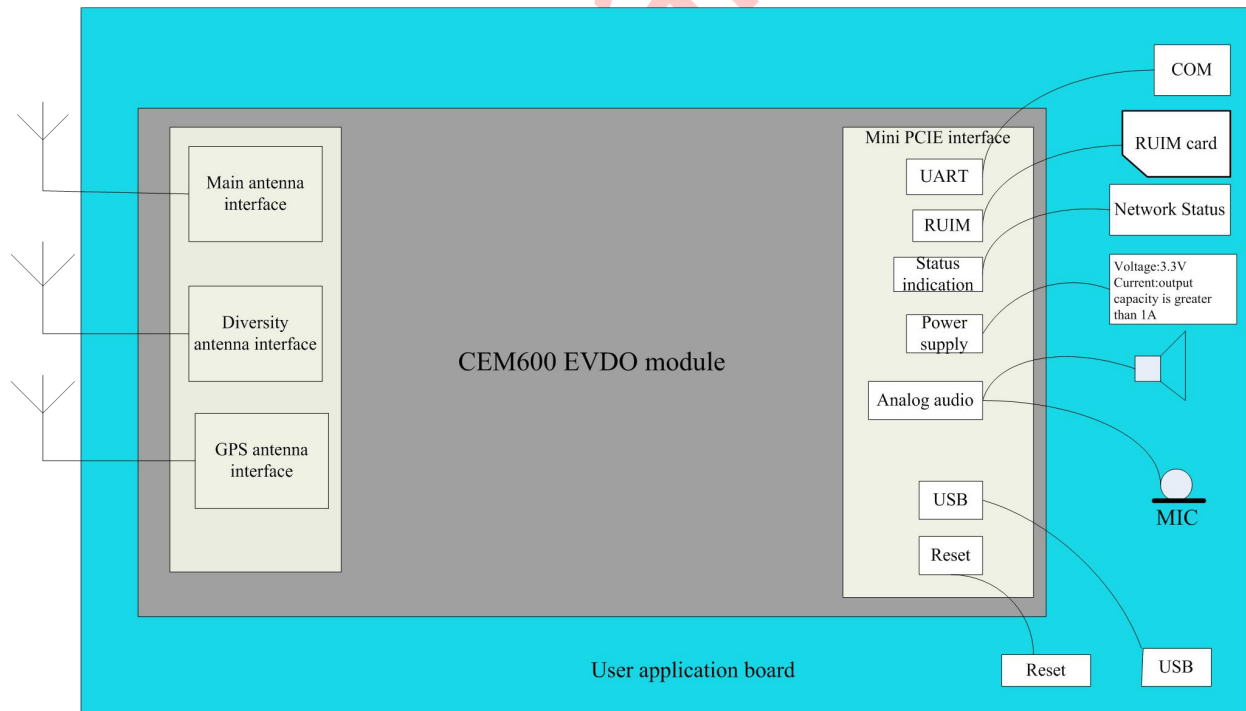 COM
Mini PCIE interface
RUIM card
UART
Main antenna
interface
Network Status
RUIM
Status
indication
Voltage:3.3V
Current:output
capacity is greater
than 1A
Diversity
antenna interface
Power
supply
CEM600 EVDO module
Analog audio
GPS antenna
interface
USB
MIC
Reset
User application board
Reset
USB